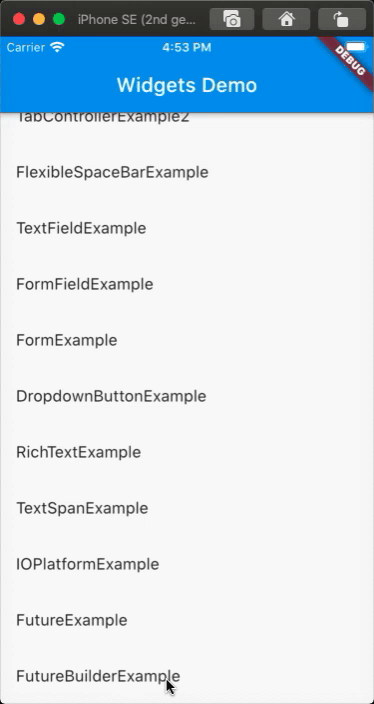 iPhone SE (2nd ge...
Carrier
4:53 PM
DEBUG
Widgets Demo
TabControllerExample2
FlexibleSpaceBarExample
TextFieldExample
FormFieldExample
FormExample
DropdownButtonExample
RichTextExample
TextSpanExample
IOPlatformExample
FutureExample
FutureBuilderExample